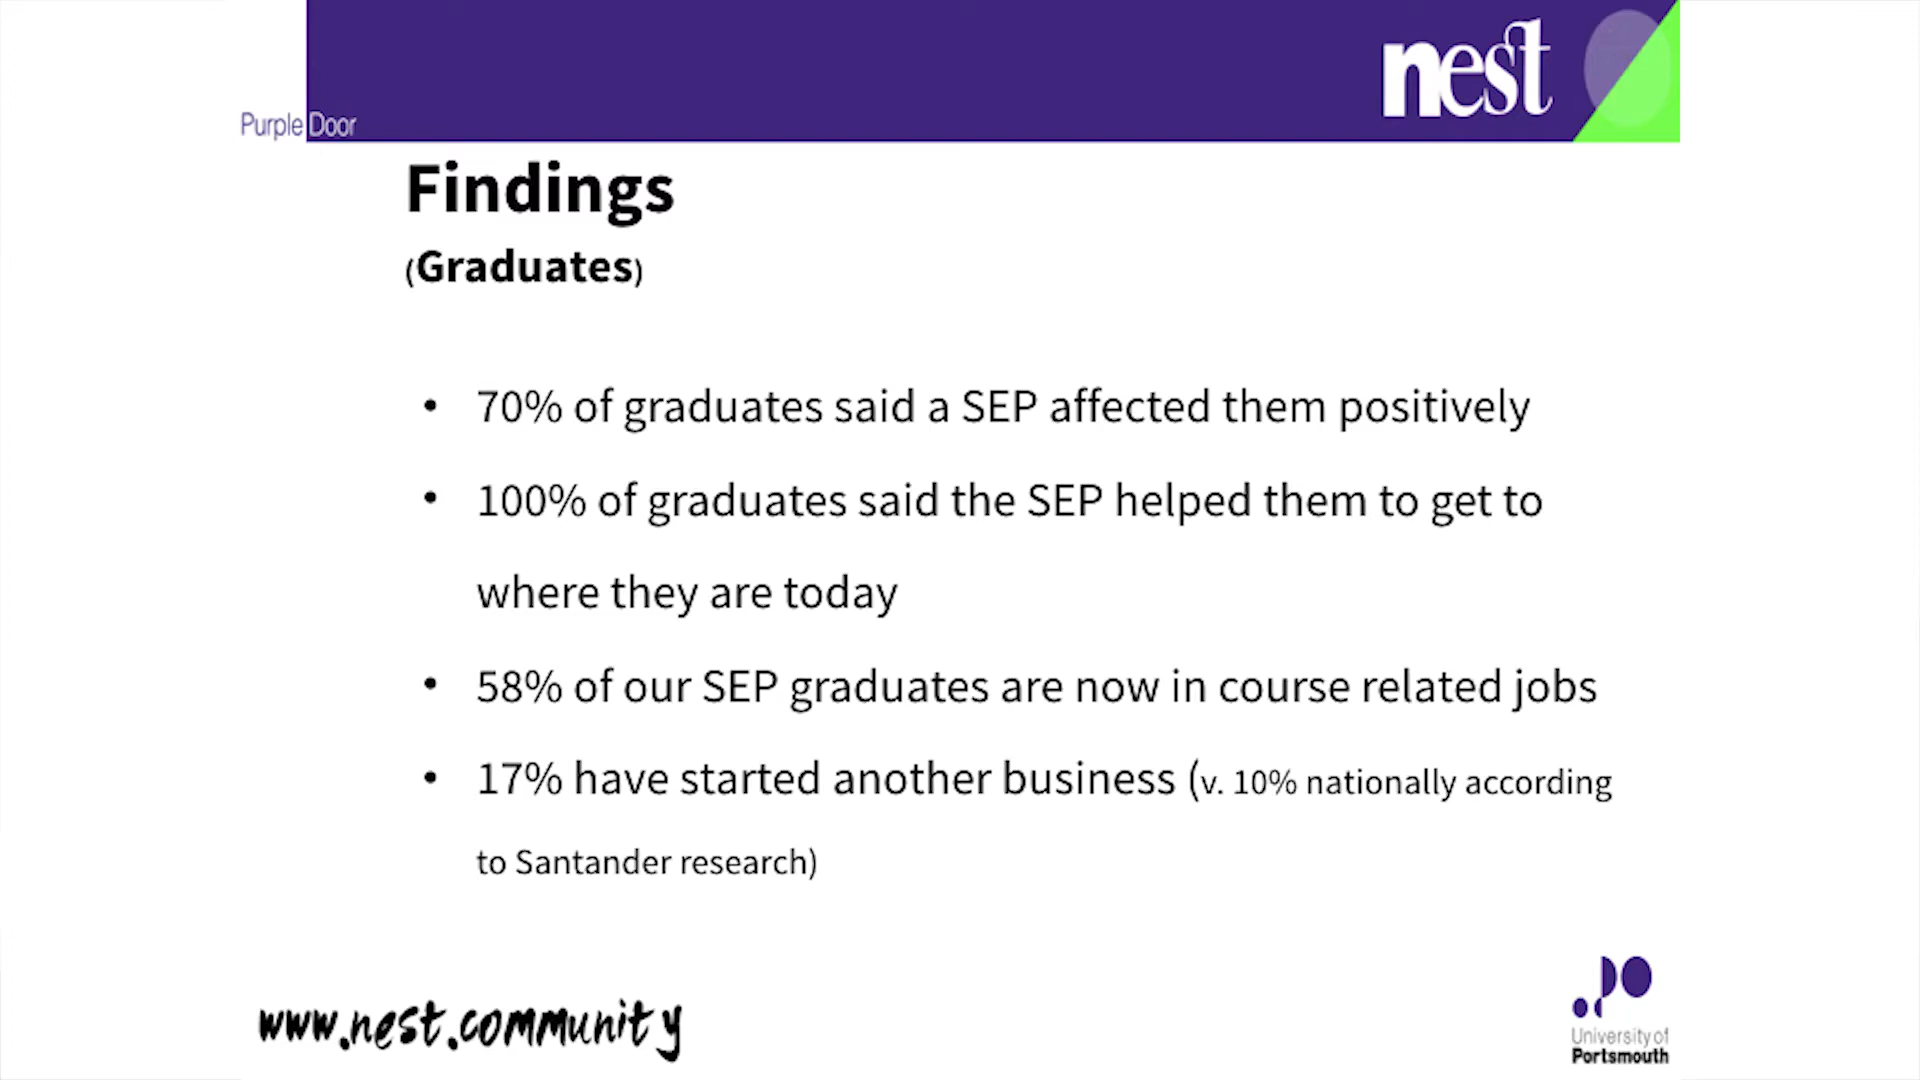 nest
Purple Door
Findings
(Graduates)
• 70% of graduates said a SEP affected them positively
• 100% of graduates said the SEP helped them to get to
where they are today
• 58% of our SEP graduates are now in course related jobs
• 17% have started another business (v. 10% nationally according
to Santander research)
www.nest.community
University of
Portsmouth